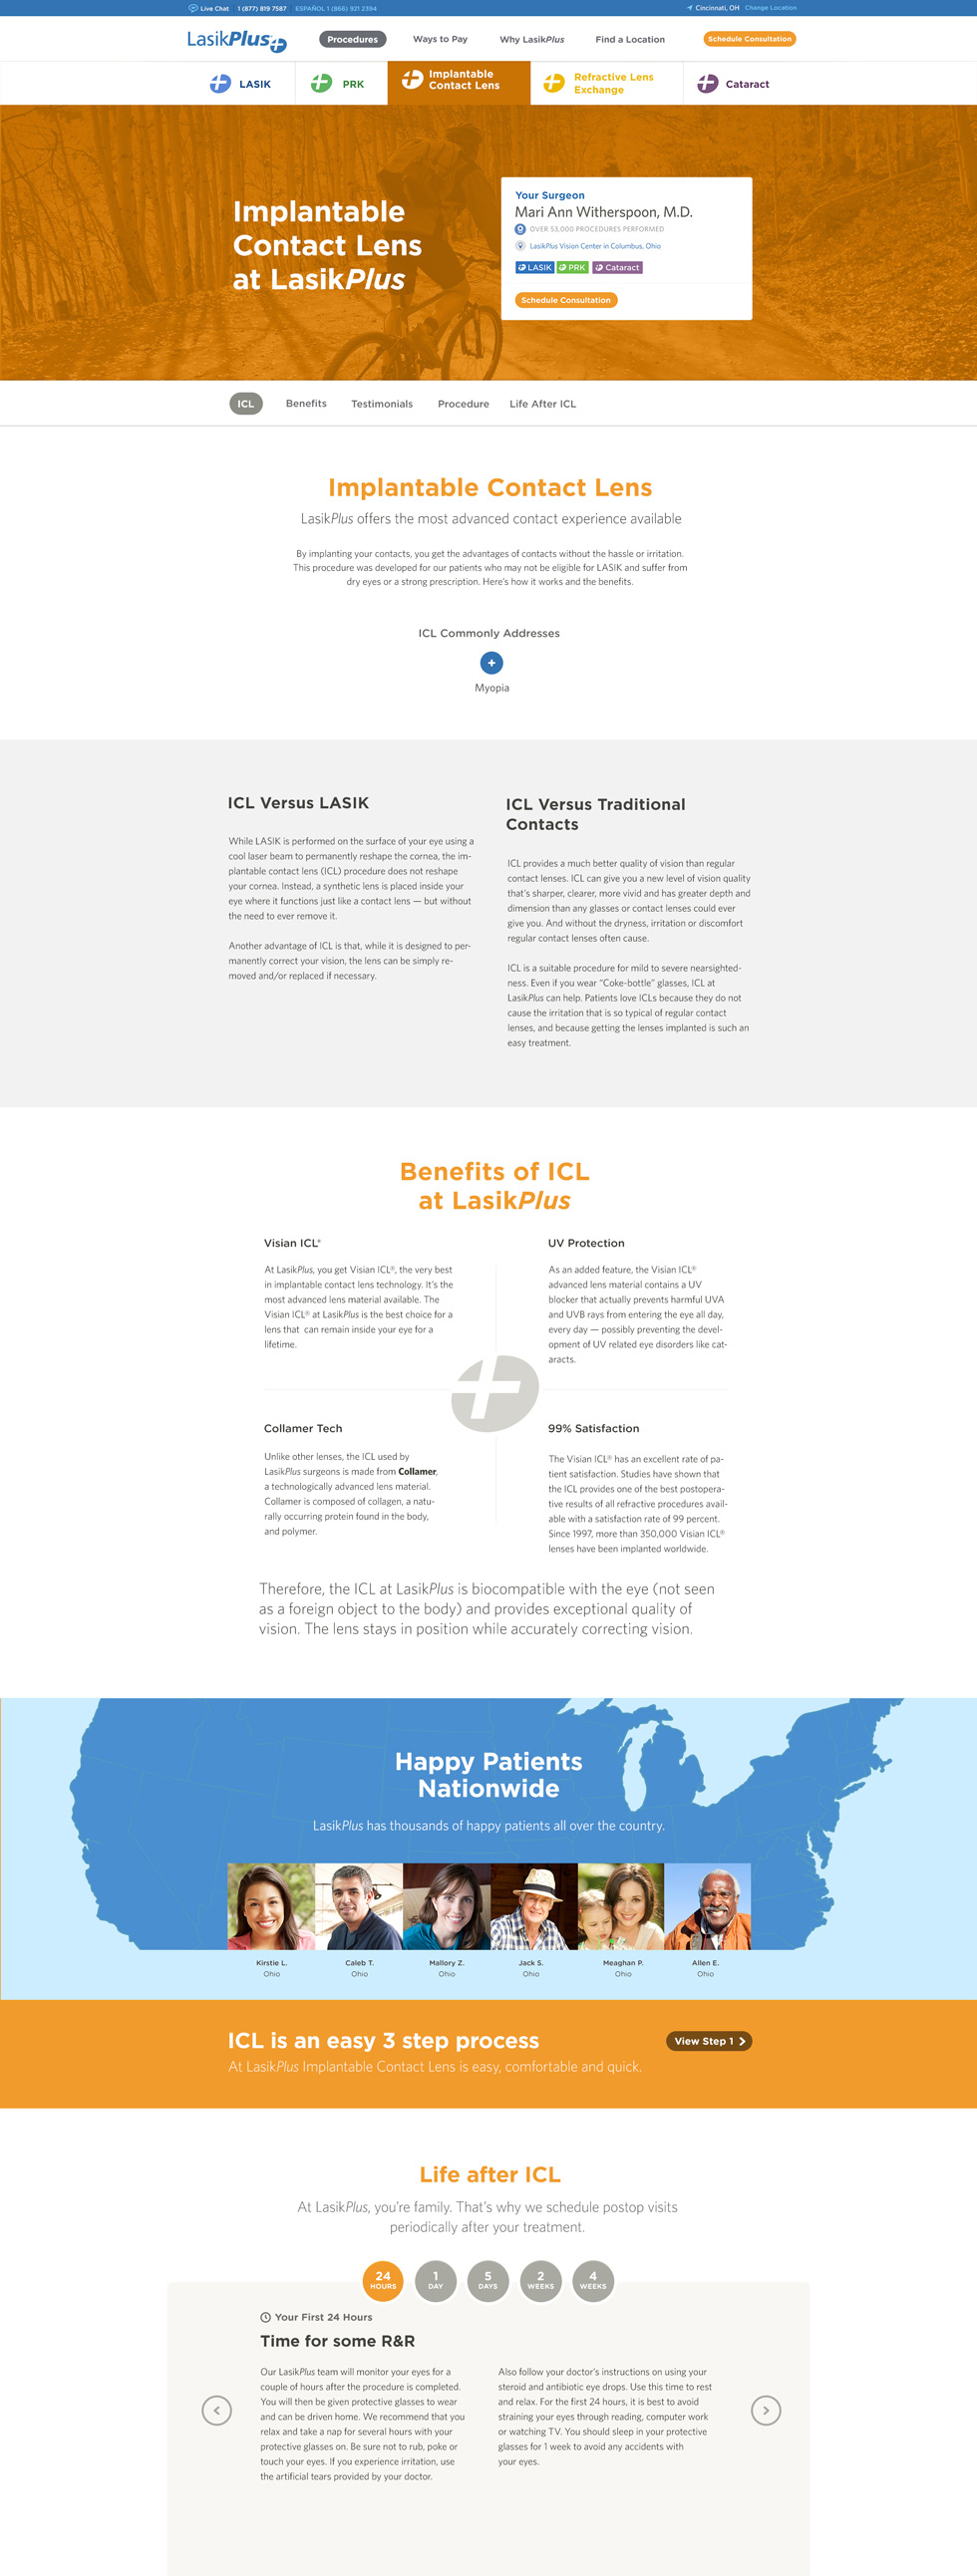 Live Chat 1 (877) 819 7587 ESPAÑOL 1 (866) 921 2394
Cincinnati, OH Change Location
LasikPlus
Procedures
Ways to Pay
Why LasikPlus
Find a Location
Schedule Consultation
LASIK
PRK
Implantable
Contact Lens
Refractive Lens
Exchange
Cataract
Implantable
Contact Lens
at LasikPlus
Your Surgeon
Mari Ann Witherspoon, M.D.
OVER 53,000 PROCEDURES PERFORMED
LasikPlus Vision Center in Columbus, Ohio
LASIK PRK Cataract
Schedule Consultation
ICL
Benefits
Testimonials
Procedure
Life After ICL
Implantable Contact Lens
LasikPlus offers the most advanced contact experience available
By implanting your contacts, you get the advantages of contacts without the hassle or irritation.
This procedure was developed for our patients who may not be eligible for LASIK and suffer from
dry eyes or a strong prescription. Here's how it works and the benefits.
ICL Commonly Addresses
Myopia
ICL Versus LASIK
While LASIK is performed on the surface of your eye using a
cool laser beam to permanently reshape the cornea, the im-
plantable contact lens (ICL) procedure does not reshape
your cornea. Instead, a synthetic lens is placed inside your
eye where it functions just like a contact lens — but without
the need to ever remove it.
Another advantage of ICL is that, while it is designed to per-
manently correct your vision, the lens can be simply re-
moved and/or replaced if necessary.
ICL Versus Traditional
Contacts
ICL provides a much better quality of vision than regular
contact lenses. ICL can give you a new level of vision quality
that's sharper, clearer, more vivid and has greater depth and
dimension than any glasses or contact lenses could ever
give you. And without the dryness, irritation or discomfort
regular contact lenses often cause.
ICL is a suitable procedure for mild to severe nearsighted-
ness. Even if you wear "Coke-bottle" glasses, ICL at
LasikPlus can help. Patients love ICLs because they do not
cause the irritation that is so typical of regular contact
lenses, and because getting the lenses implanted is such an
easy treatment.
Benefits of ICL
at LasikPlus
Visian ICL®
At LasikPlus, you get Visian ICL®, the very best
in implantable contact lens technology. It's the
most advanced lens material available. The
Visian ICL® at LasikPlus is the best choice for a
lens that can remain inside your eye for a
lifetime.
UV Protection
As an added feature, the Visian ICL®
advanced lens material contains a UV
blocker that actually prevents harmful UVA
and UVB rays from entering the eye all day,
every day — possibly preventing the devel-
opment of UV related eye disorders like cat-
aracts.
Collamer Tech
Unlike other lenses, the ICL used by
LasikPlus surgeons is made from Collamer,
a technologically advanced lens material.
Collamer is composed of collagen, a natu-
rally occurring protein found in the body,
and polymer.
99% Satisfaction
The Visian ICL® has an excellent rate of pa-
tient satisfaction. Studies have shown that
the ICL provides one of the best postopera-
tive results of all refractive procedures avail-
able with a satisfaction rate of 99 percent.
Since 1997, more than 350,000 Visian ICL®
lenses have been implanted worldwide.
Therefore, the ICL at LasikPlus is biocompatible with the eye (not seen
as a foreign object to the body) and provides exceptional quality of
vision. The lens stays in position while accurately correcting vision.
Happy Patients
Nationwide
LasikPlus has thousands of happy patients all over the country.
Kirstie L.
Ohio
Caleb T.
Ohio
Mallory Z.
Ohio
Jack S.
Ohio
Meaghan P.
Ohio
Allen E.
Ohio
ICL is an easy 3 step process
At LasikPlus Implantable Contact Lens is easy, comfortable and quick.
View Step 1
Life after ICL
At LasikPlus, you're family. That's why we schedule postop visits
periodically after your treatment.
24
HOURS
1
DAY
5
DAYS
2
WEEKS
4
WEEKS
Your First 24 Hours
Time for some R&R
Our LasikPlus team will monitor your eyes for a
couple of hours after the procedure is completed.
You will then be given protective glasses to wear
and can be driven home. We recommend that you
relax and take a nap for several hours with your
protective glasses on. Be sure not to rub, poke or
touch your eyes. If you experience irritation, use
the artificial tears provided by your doctor.
Also follow your doctor's instructions on using your
steroid and antibiotic eye drops. Use this time to rest
and relax. For the first 24 hours, it is best to avoid
straining your eyes through reading, computer work
or watching TV. You should sleep in your protective
glasses for 1 week to avoid any accidents with
your eyes.